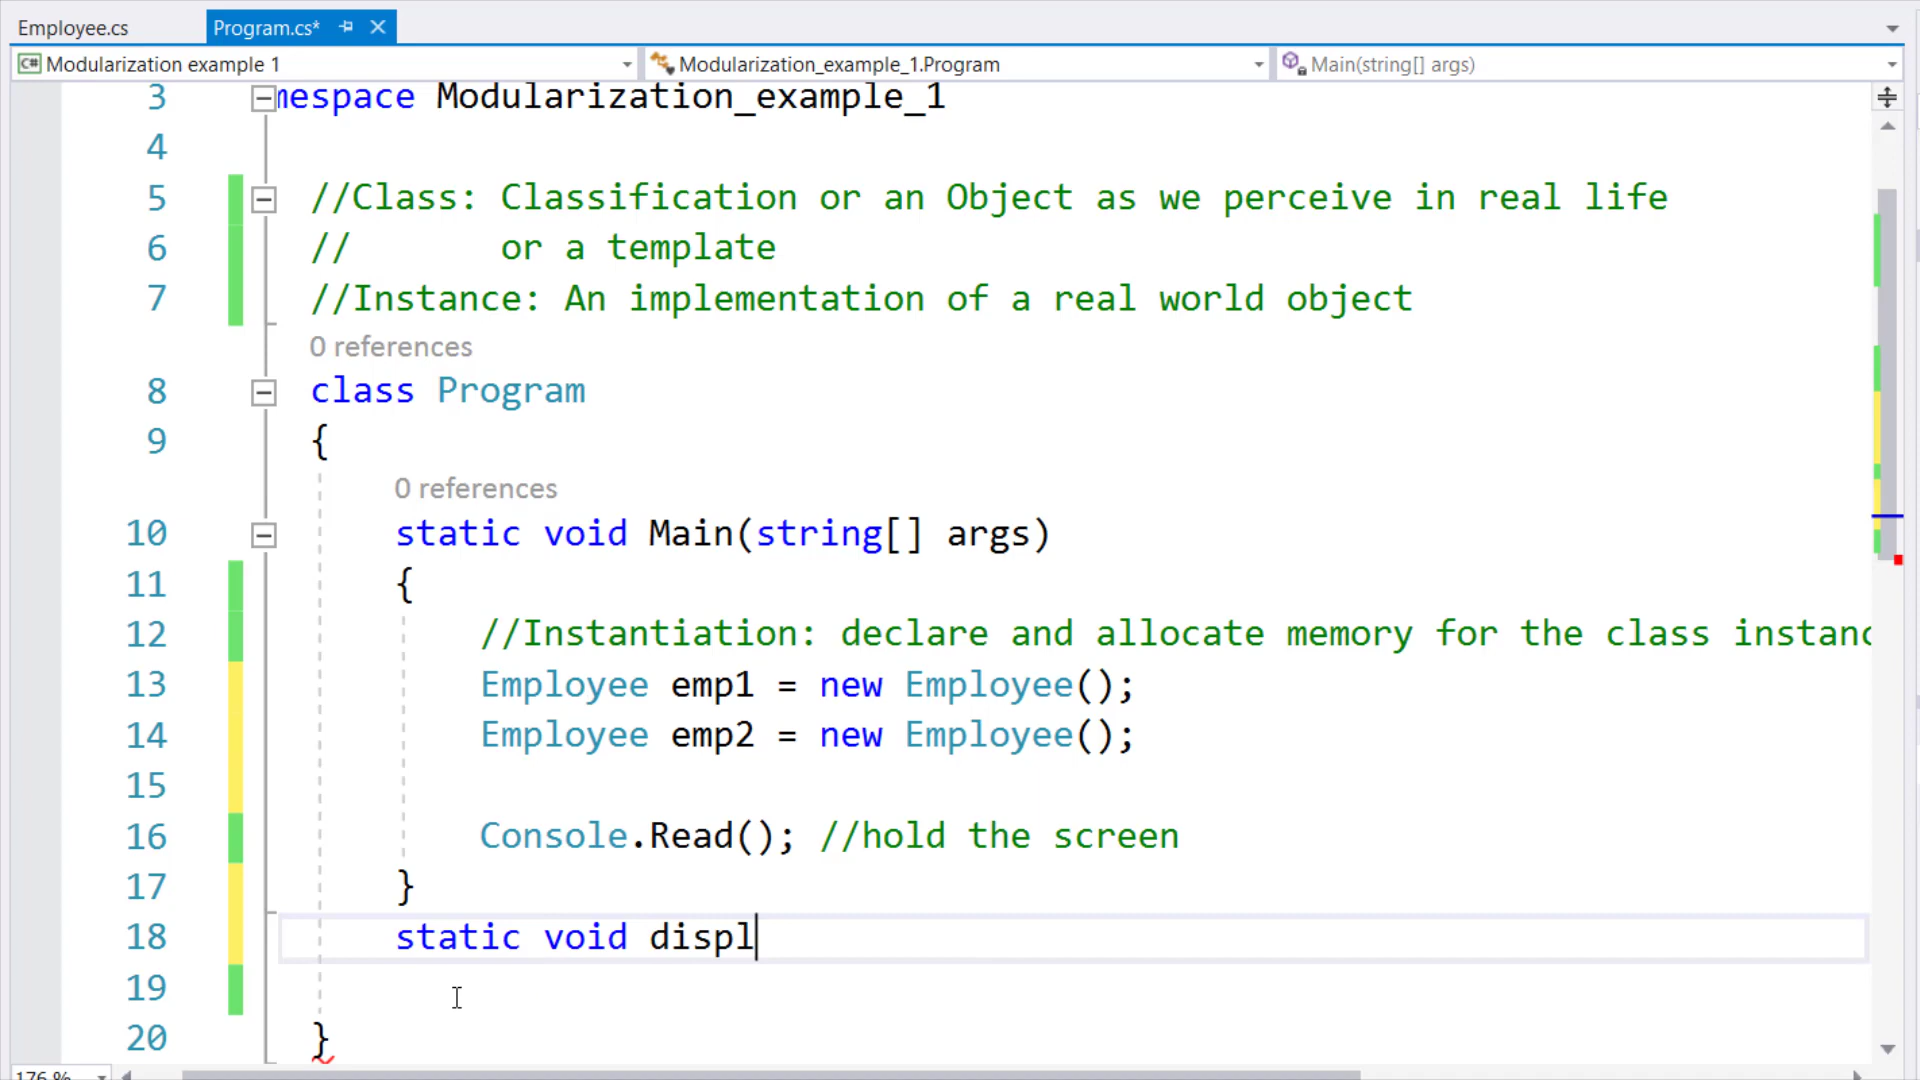 Employee.cs
Program.cs*
C# Modularization example 1
Modularization_example_1.Program
Main(string[] args)
3 mespace Modularization_example_1
4
5 //Class: Classification or an Object as we perceive in real life
6 // or a template
7 //Instance: An implementation of a real world object
0 references
8 class Program
9 {
0 references
10 static void Main(string[] args)
11 {
12 //Instantiation: declare and allocate memory for the class instanc
13 Employee emp1 = new Employee();
14 Employee emp2 = new Employee();
15
16 Console.Read(); //hold the screen
17 }
18 static void displ
19
20 }
176 %